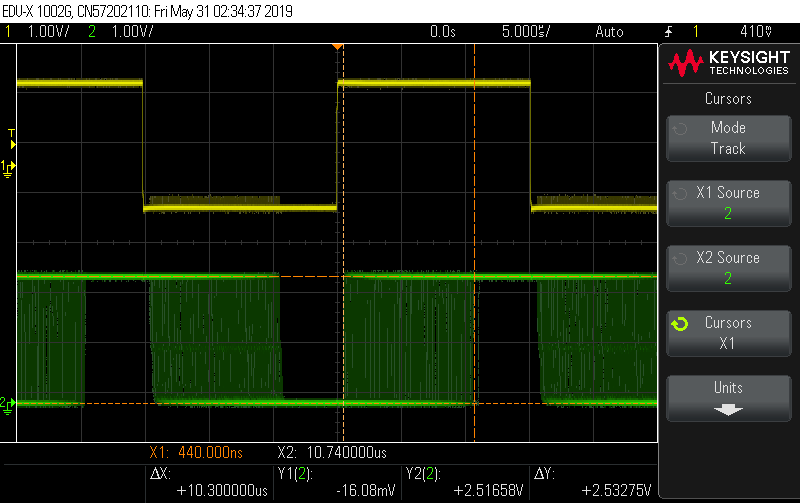 EDU-X 1002G, CN57202110: Fri May 31 02:34:37 2019
1 1.00V/ 2 1.00V/ 0.0s 5.000us/ Auto 1 410mV
KEYSIGHT
TECHNOLOGIES
Cursors
Mode
Track
X1 Source
2
X2 Source
2
Cursors
X1
Units
T
1
2
X1: 440.000ns X2: 10.740000us
ΔX: +10.300000us
Y1(2): -16.08mV
Y2(2): +2.51658V
ΔY: +2.53275V